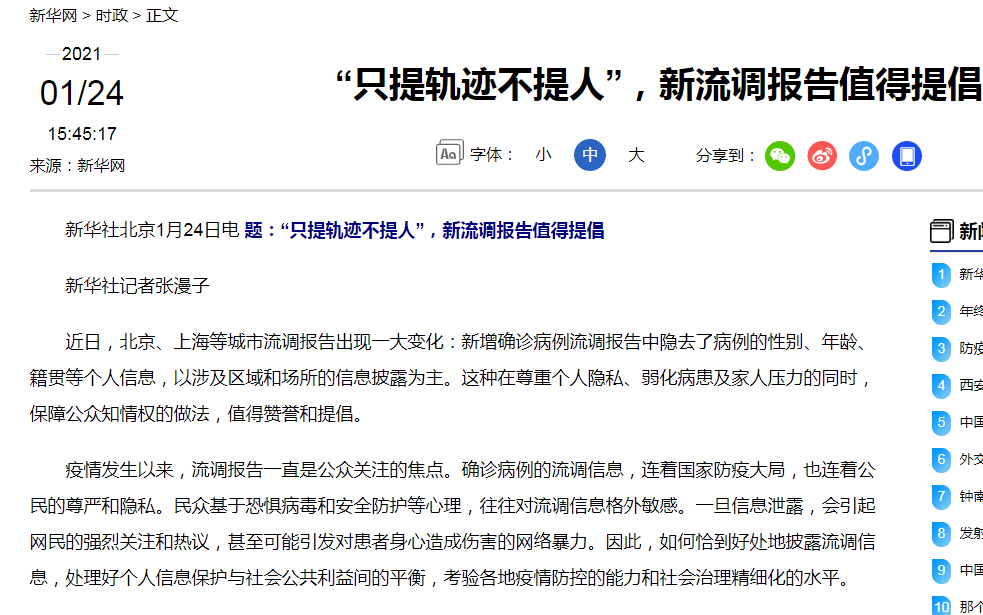 新华网 > 时政 > 正文
2021
01/24
15:45:17
来源：新华网
“只提轨迹不提人”，新流调报告值得提倡
Aa 字体： 小 中 大 分享到：
新华社北京1月24日电 题：“只提轨迹不提人”，新流调报告值得提倡
新华社记者张漫子
近日，北京、上海等城市流调报告出现一大变化：新增确诊病例流调报告中隐去了病例的性别、年龄、
籍贯等个人信息，以涉及区域和场所的信息披露为主。这种在尊重个人隐私、弱化病患及家人压力的同时，
保障公众知情权的做法，值得赞誉和提倡。
疫情发生以来，流调报告一直是公众关注的焦点。确诊病例的流调信息，连着国家防疫大局，也连着公
民的尊严和隐私。民众基于恐惧病毒和安全防护等心理，往往对流调信息格外敏感。一旦信息泄露，会引起
网民的强烈关注和热议，甚至可能引发对患者身心造成伤害的网络暴力。因此，如何恰到好处地披露流调信
息，处理好个人信息保护与社会公共利益间的平衡，考验各地疫情防控的能力和社会治理精细化的水平。
新
1 新华
2 年终
3 防疫
4 西安
5 中国
6 外交
7 钟南
8 发射
9 中国
10 那个